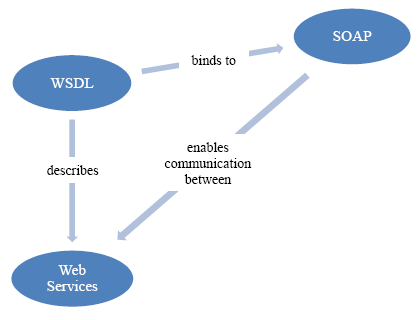 SOAP
binds to
WSDL
enables
communication
between
describes
Web
Services